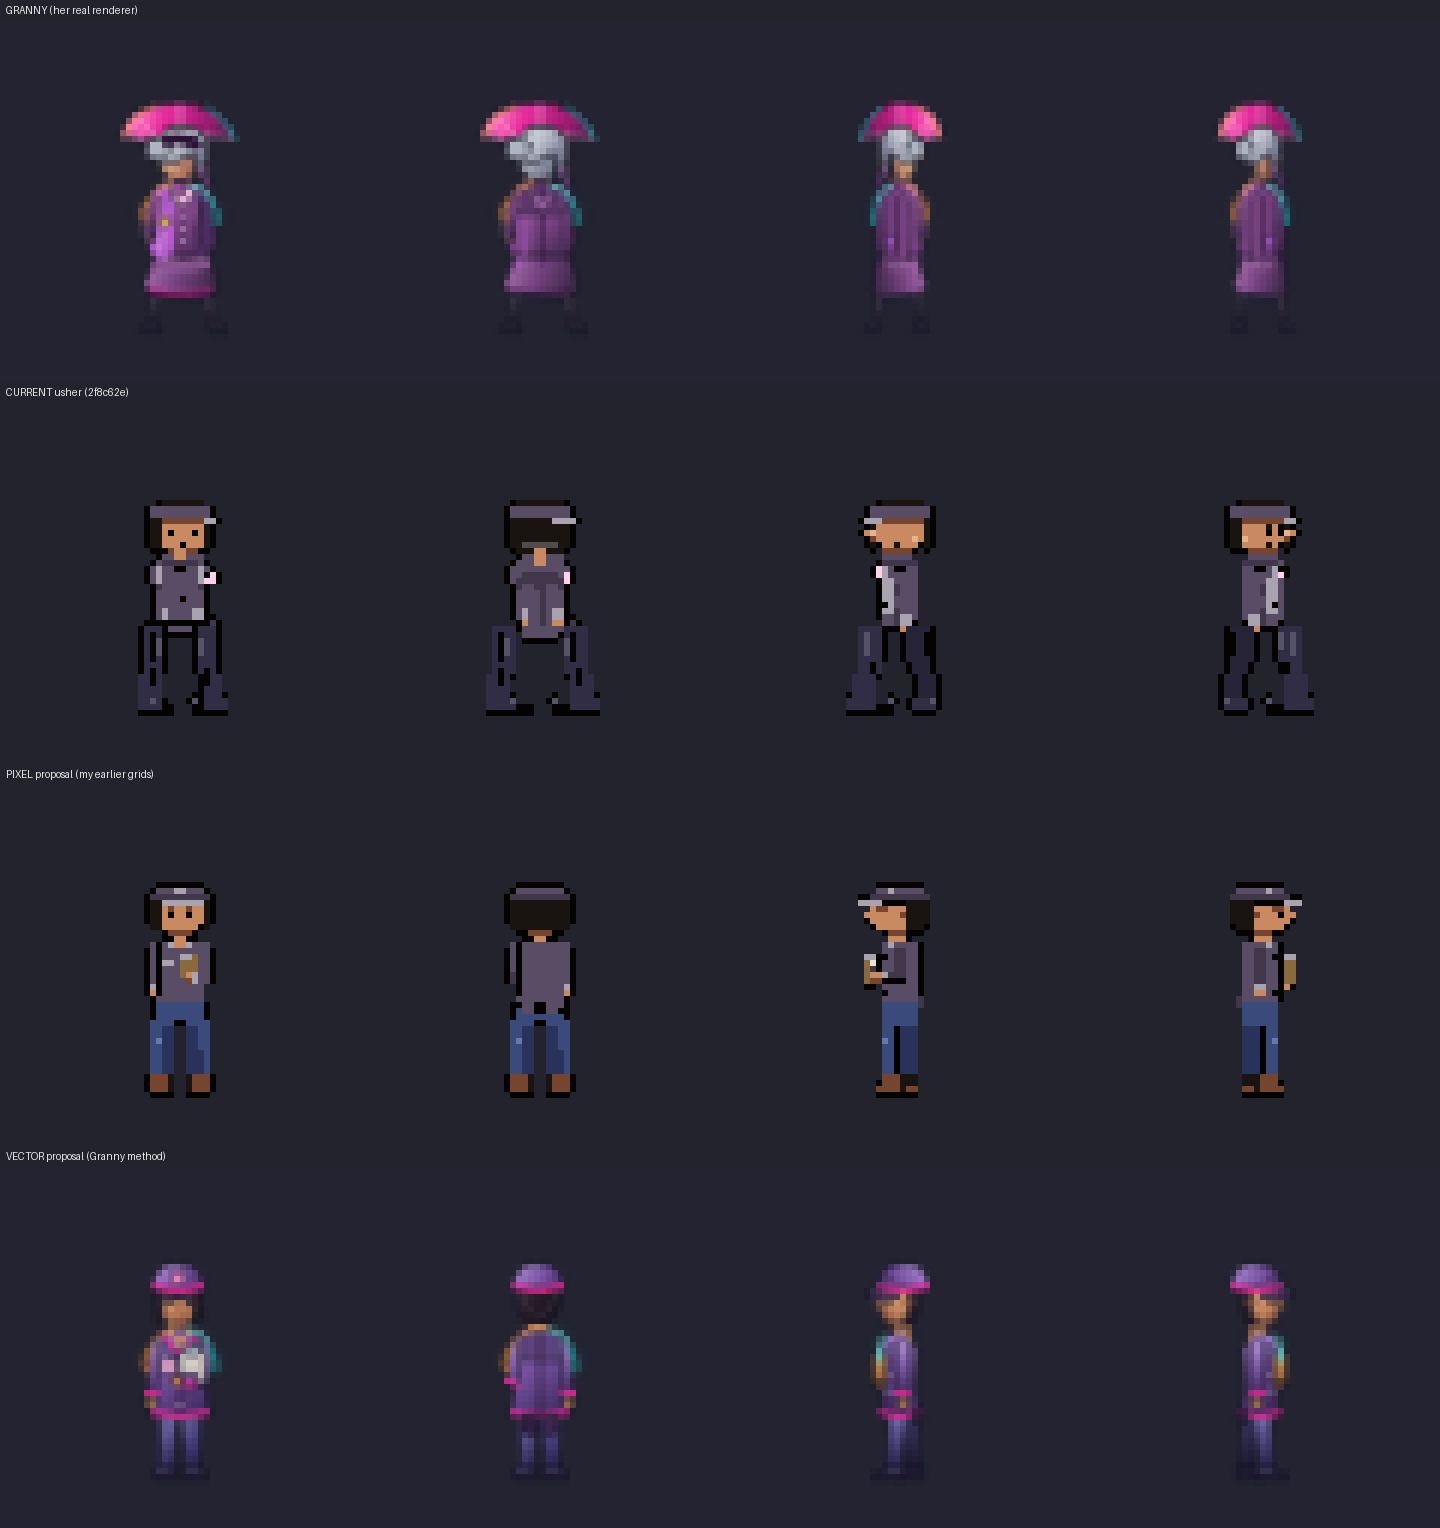 GRANNY (her real renderer)
CURRENT usher (2f8c62e)
PIXEL proposal (my earlier grids)
VECTOR proposal (Granny method)